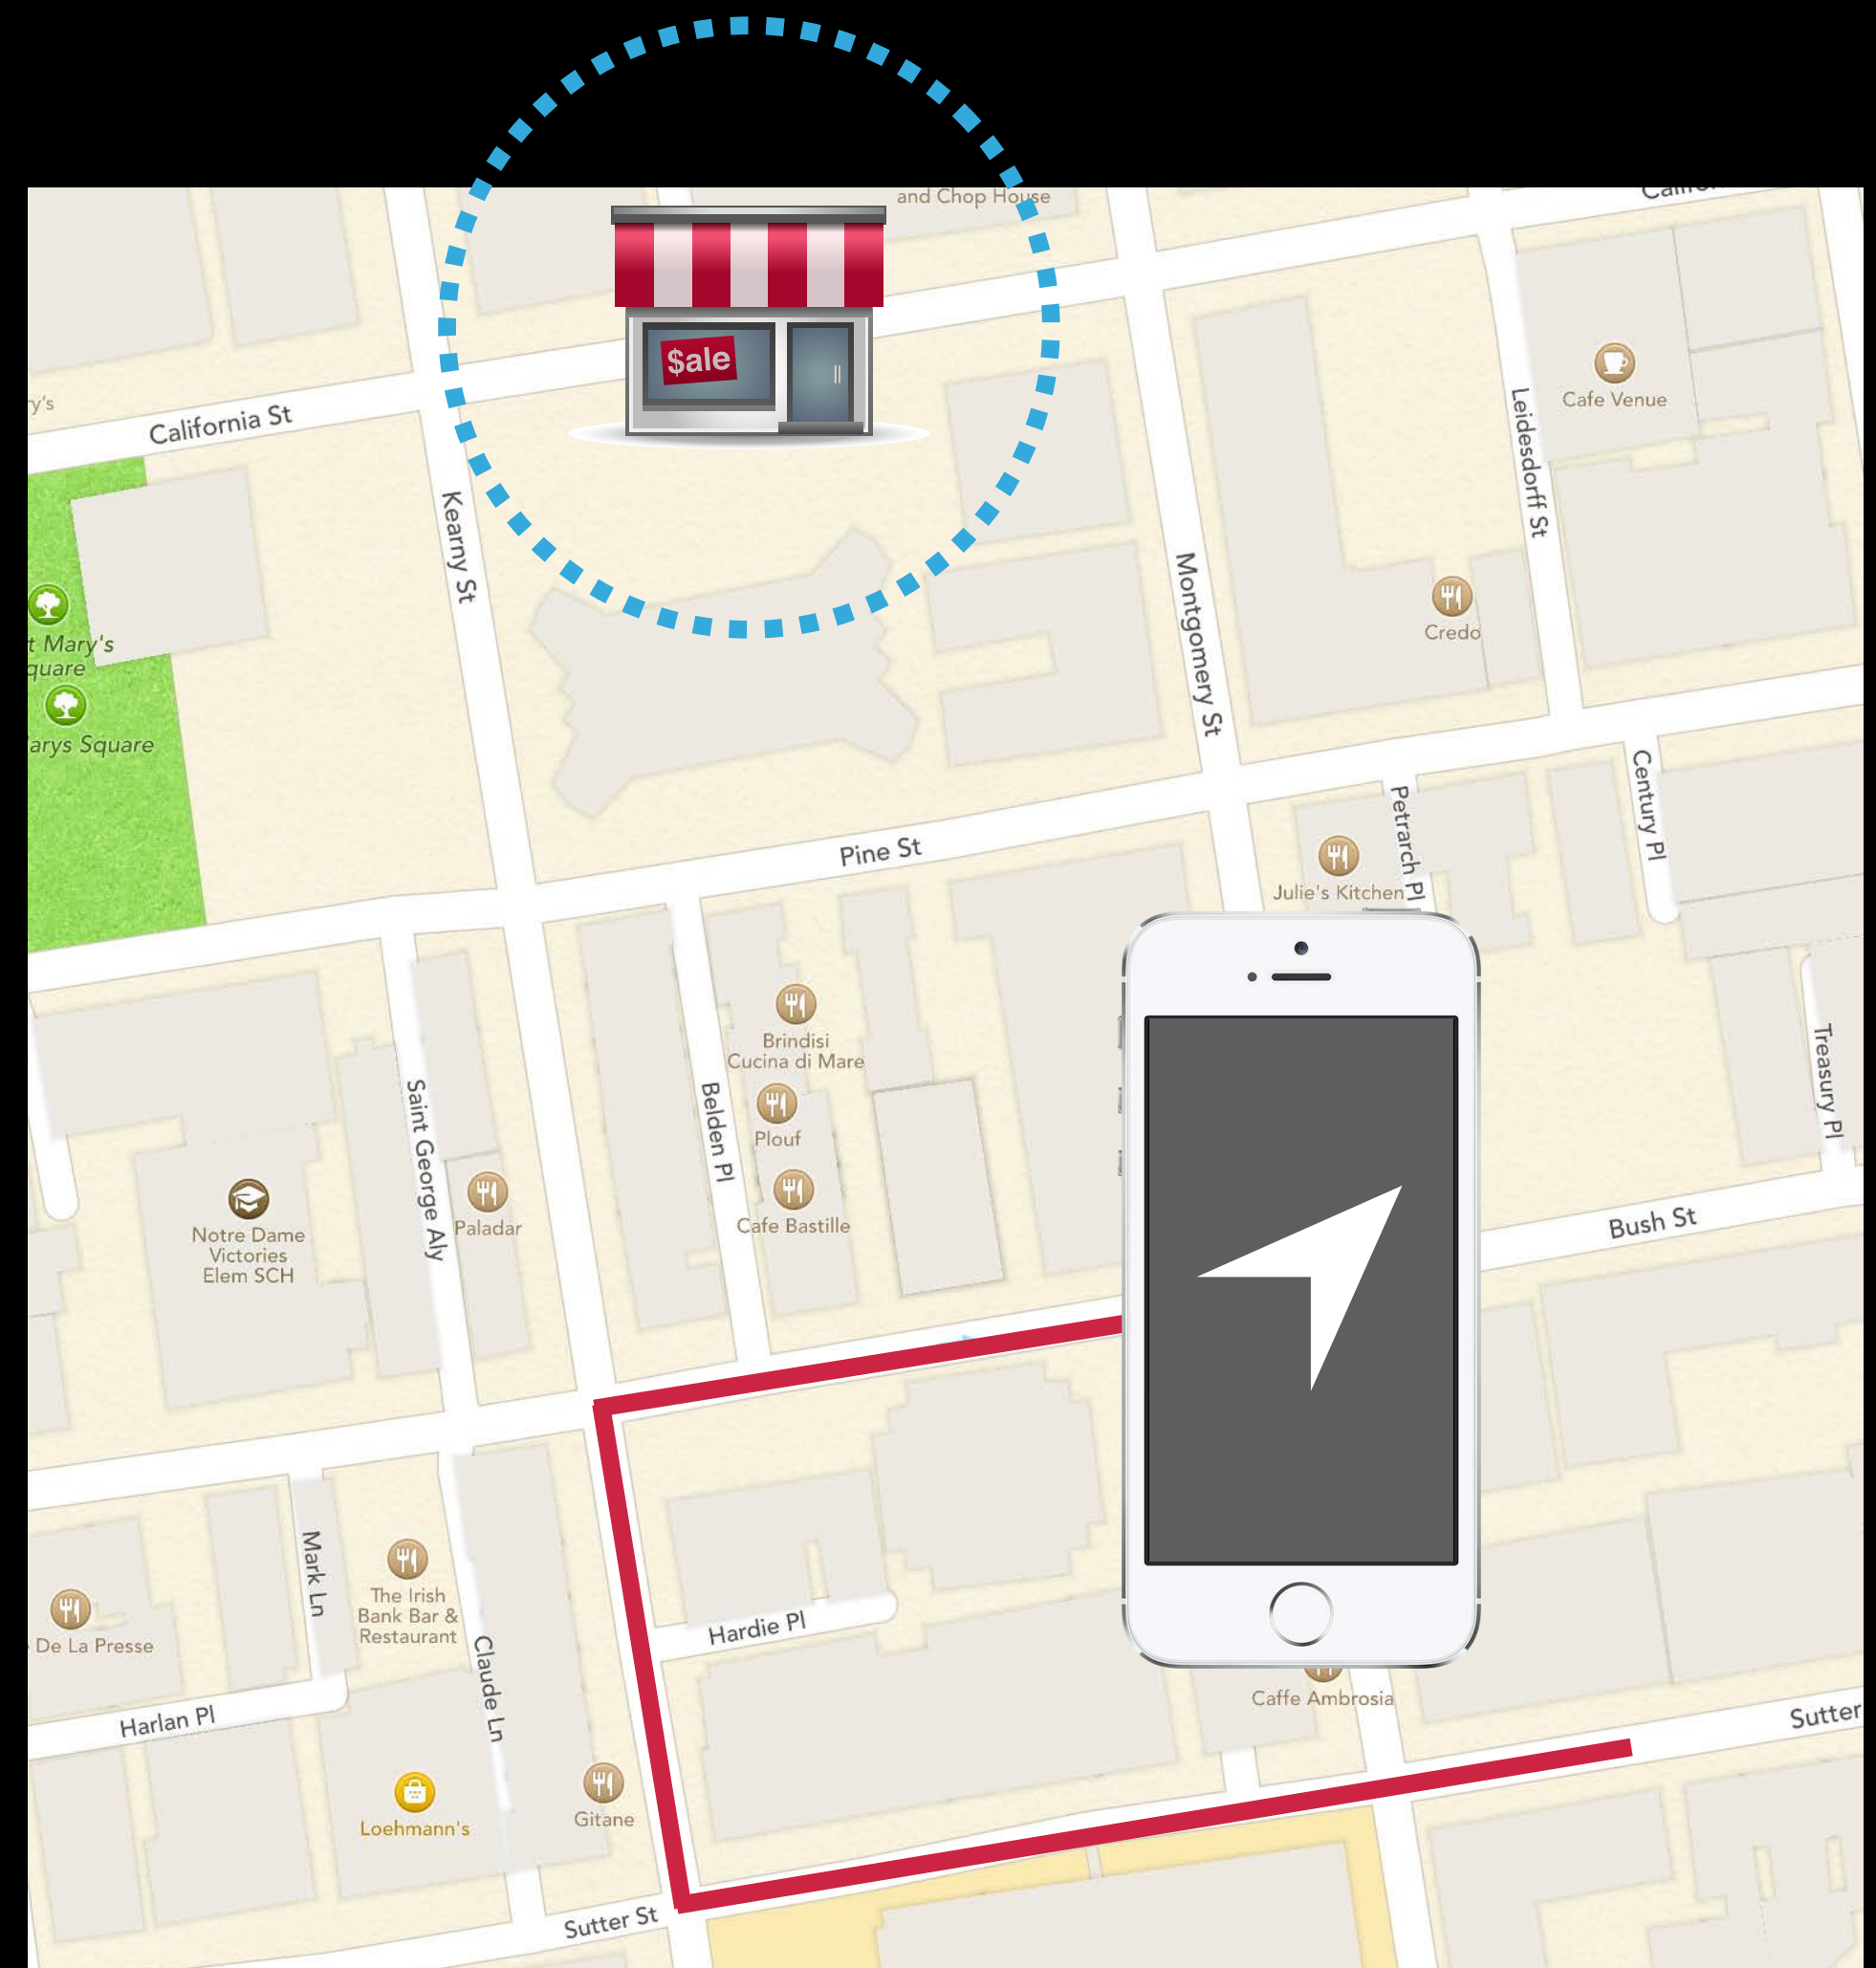 and Chop House
$ale
ry's
California St
Cafe Venue
Leidesdorff St
Kearny St
Montgomery St
Credo
t Mary's
quare
arys Square
Century Pl
Pine St
Petrarch Pl
Julie's Kitchen
Brindisi
Cucina di Mare
Treasury Pl
Saint George Aly
Belden Pl
Plouf
Paladar
Cafe Bastille
Bush St
Notre Dame
Victories
Elem SCH
Mark Ln
The Irish
Bank Bar &
Restaurant
Hardie Pl
De La Presse
Claude Ln
Caffe Ambrosia
Harlan Pl
Sutter
Loehmann's
Gitane
Sutter St